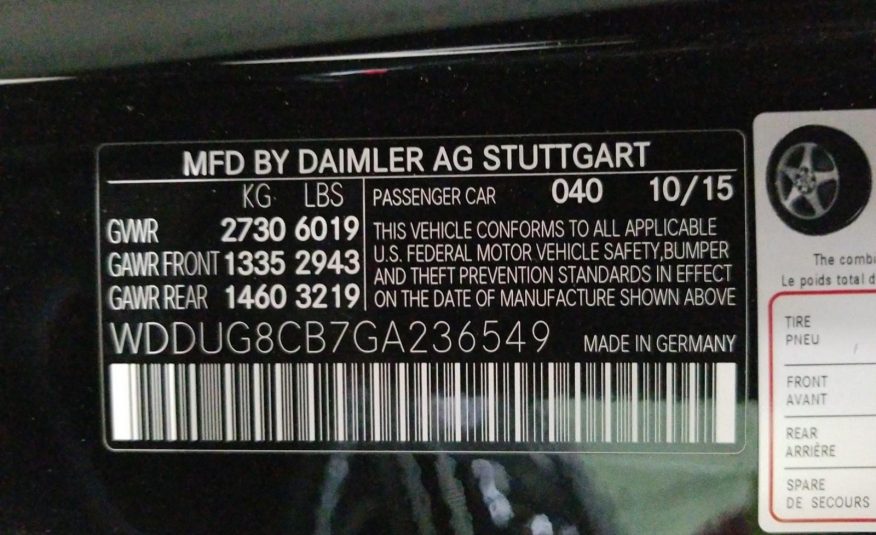 MFD BY DAIMLER AG STUTTGART
KG LBS
GVWR 2730 6019
GAWR FRONT 1335 2943
GAWR REAR 1460 3219
PASSENGER CAR 040 10/15
THIS VEHICLE CONFORMS TO ALL APPLICABLE
U.S. FEDERAL MOTOR VEHICLE SAFETY, BUMPER
AND THEFT PREVENTION STANDARDS IN EFFECT
ON THE DATE OF MANUFACTURE SHOWN ABOVE
WDDUG8CB7GA236549 MADE IN GERMANY
The comb
Le poids total d
TIRE
PNEU
FRONT
AVANT
REAR
ARRIÈRE
SPARE
DE SECOURS